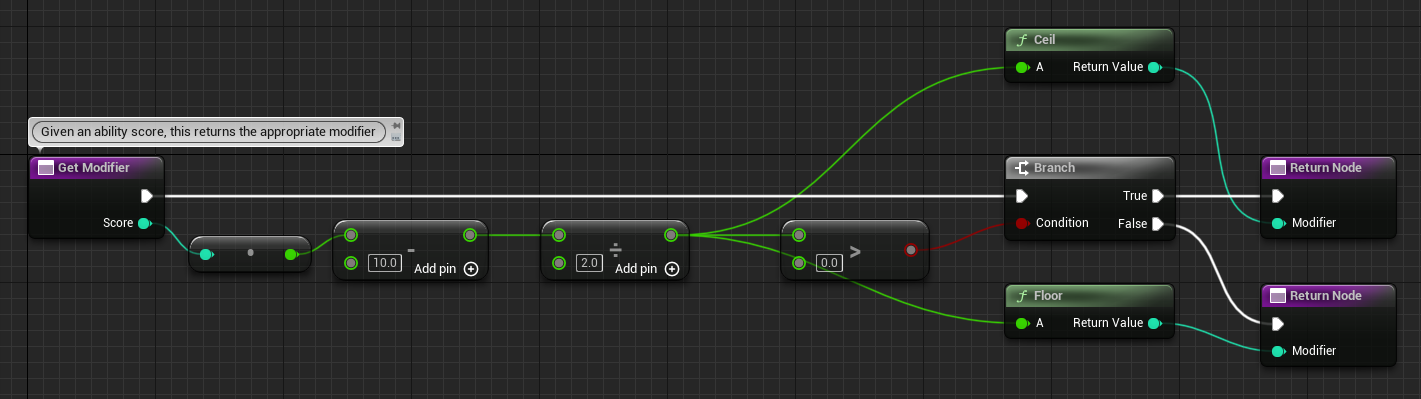 Ceil
A Return Value
Given an ability score, this returns the appropriate modifier
Get Modifier
Score
-
10.0
Add pin
÷
2.0
Add pin
>
0.0
Branch
True
Condition
False
Return Node
Modifier
Floor
A Return Value
Return Node
Modifier